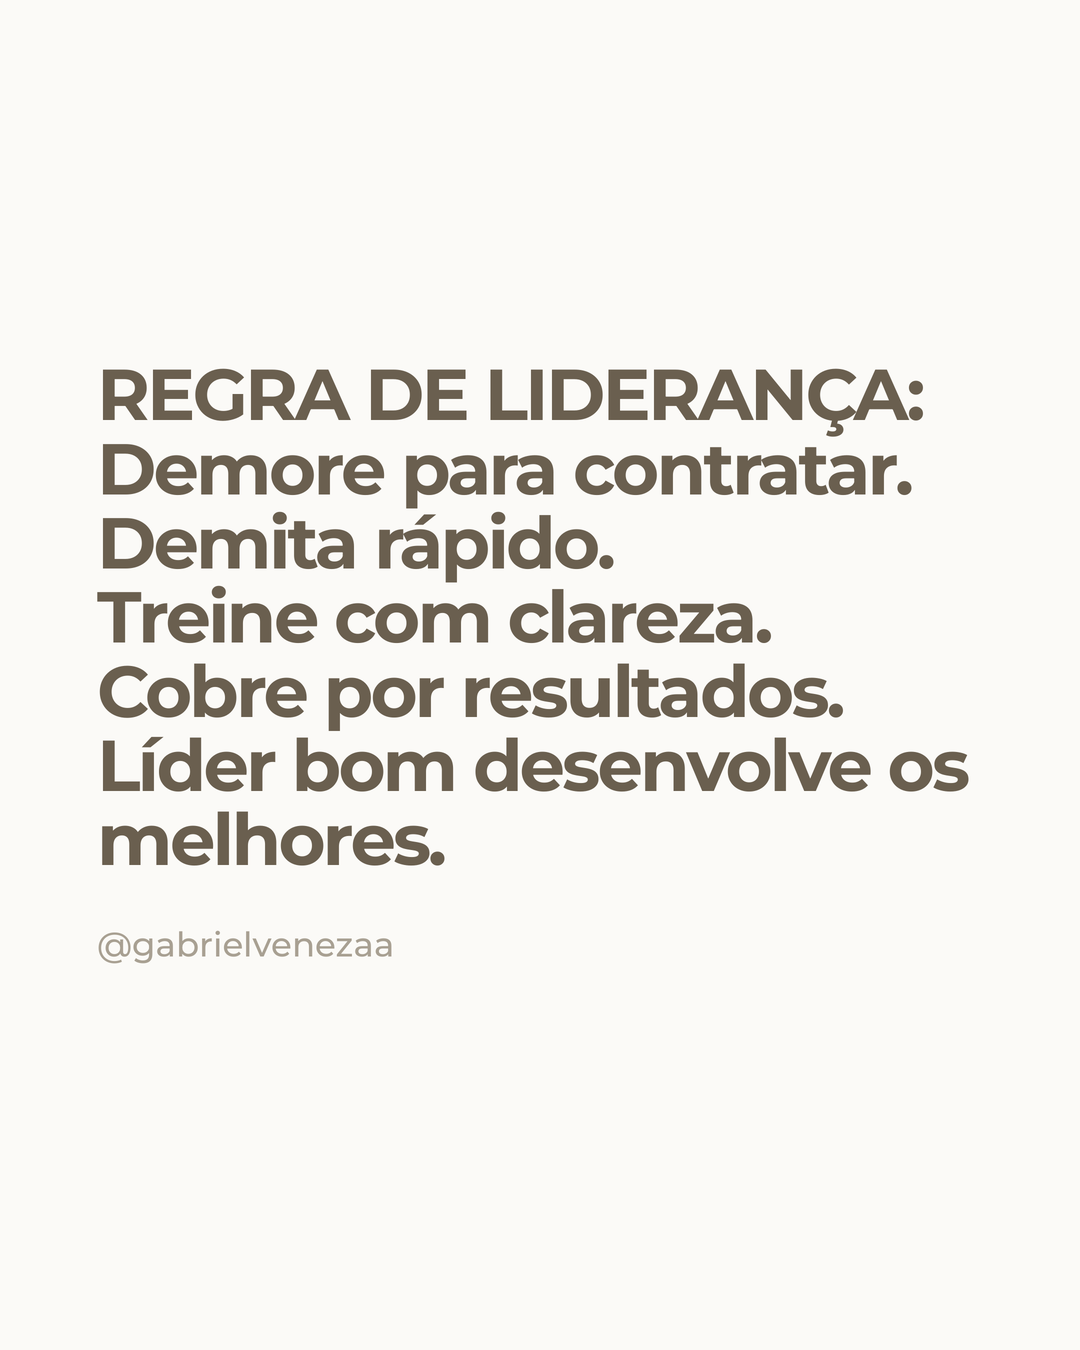 REGRA DE LIDERANÇA:
Demore para contratar.
Demita rápido.
Treine com clareza.
Cobre por resultados.
Líder bom desenvolve os
melhores.
@gabrielvenezaa